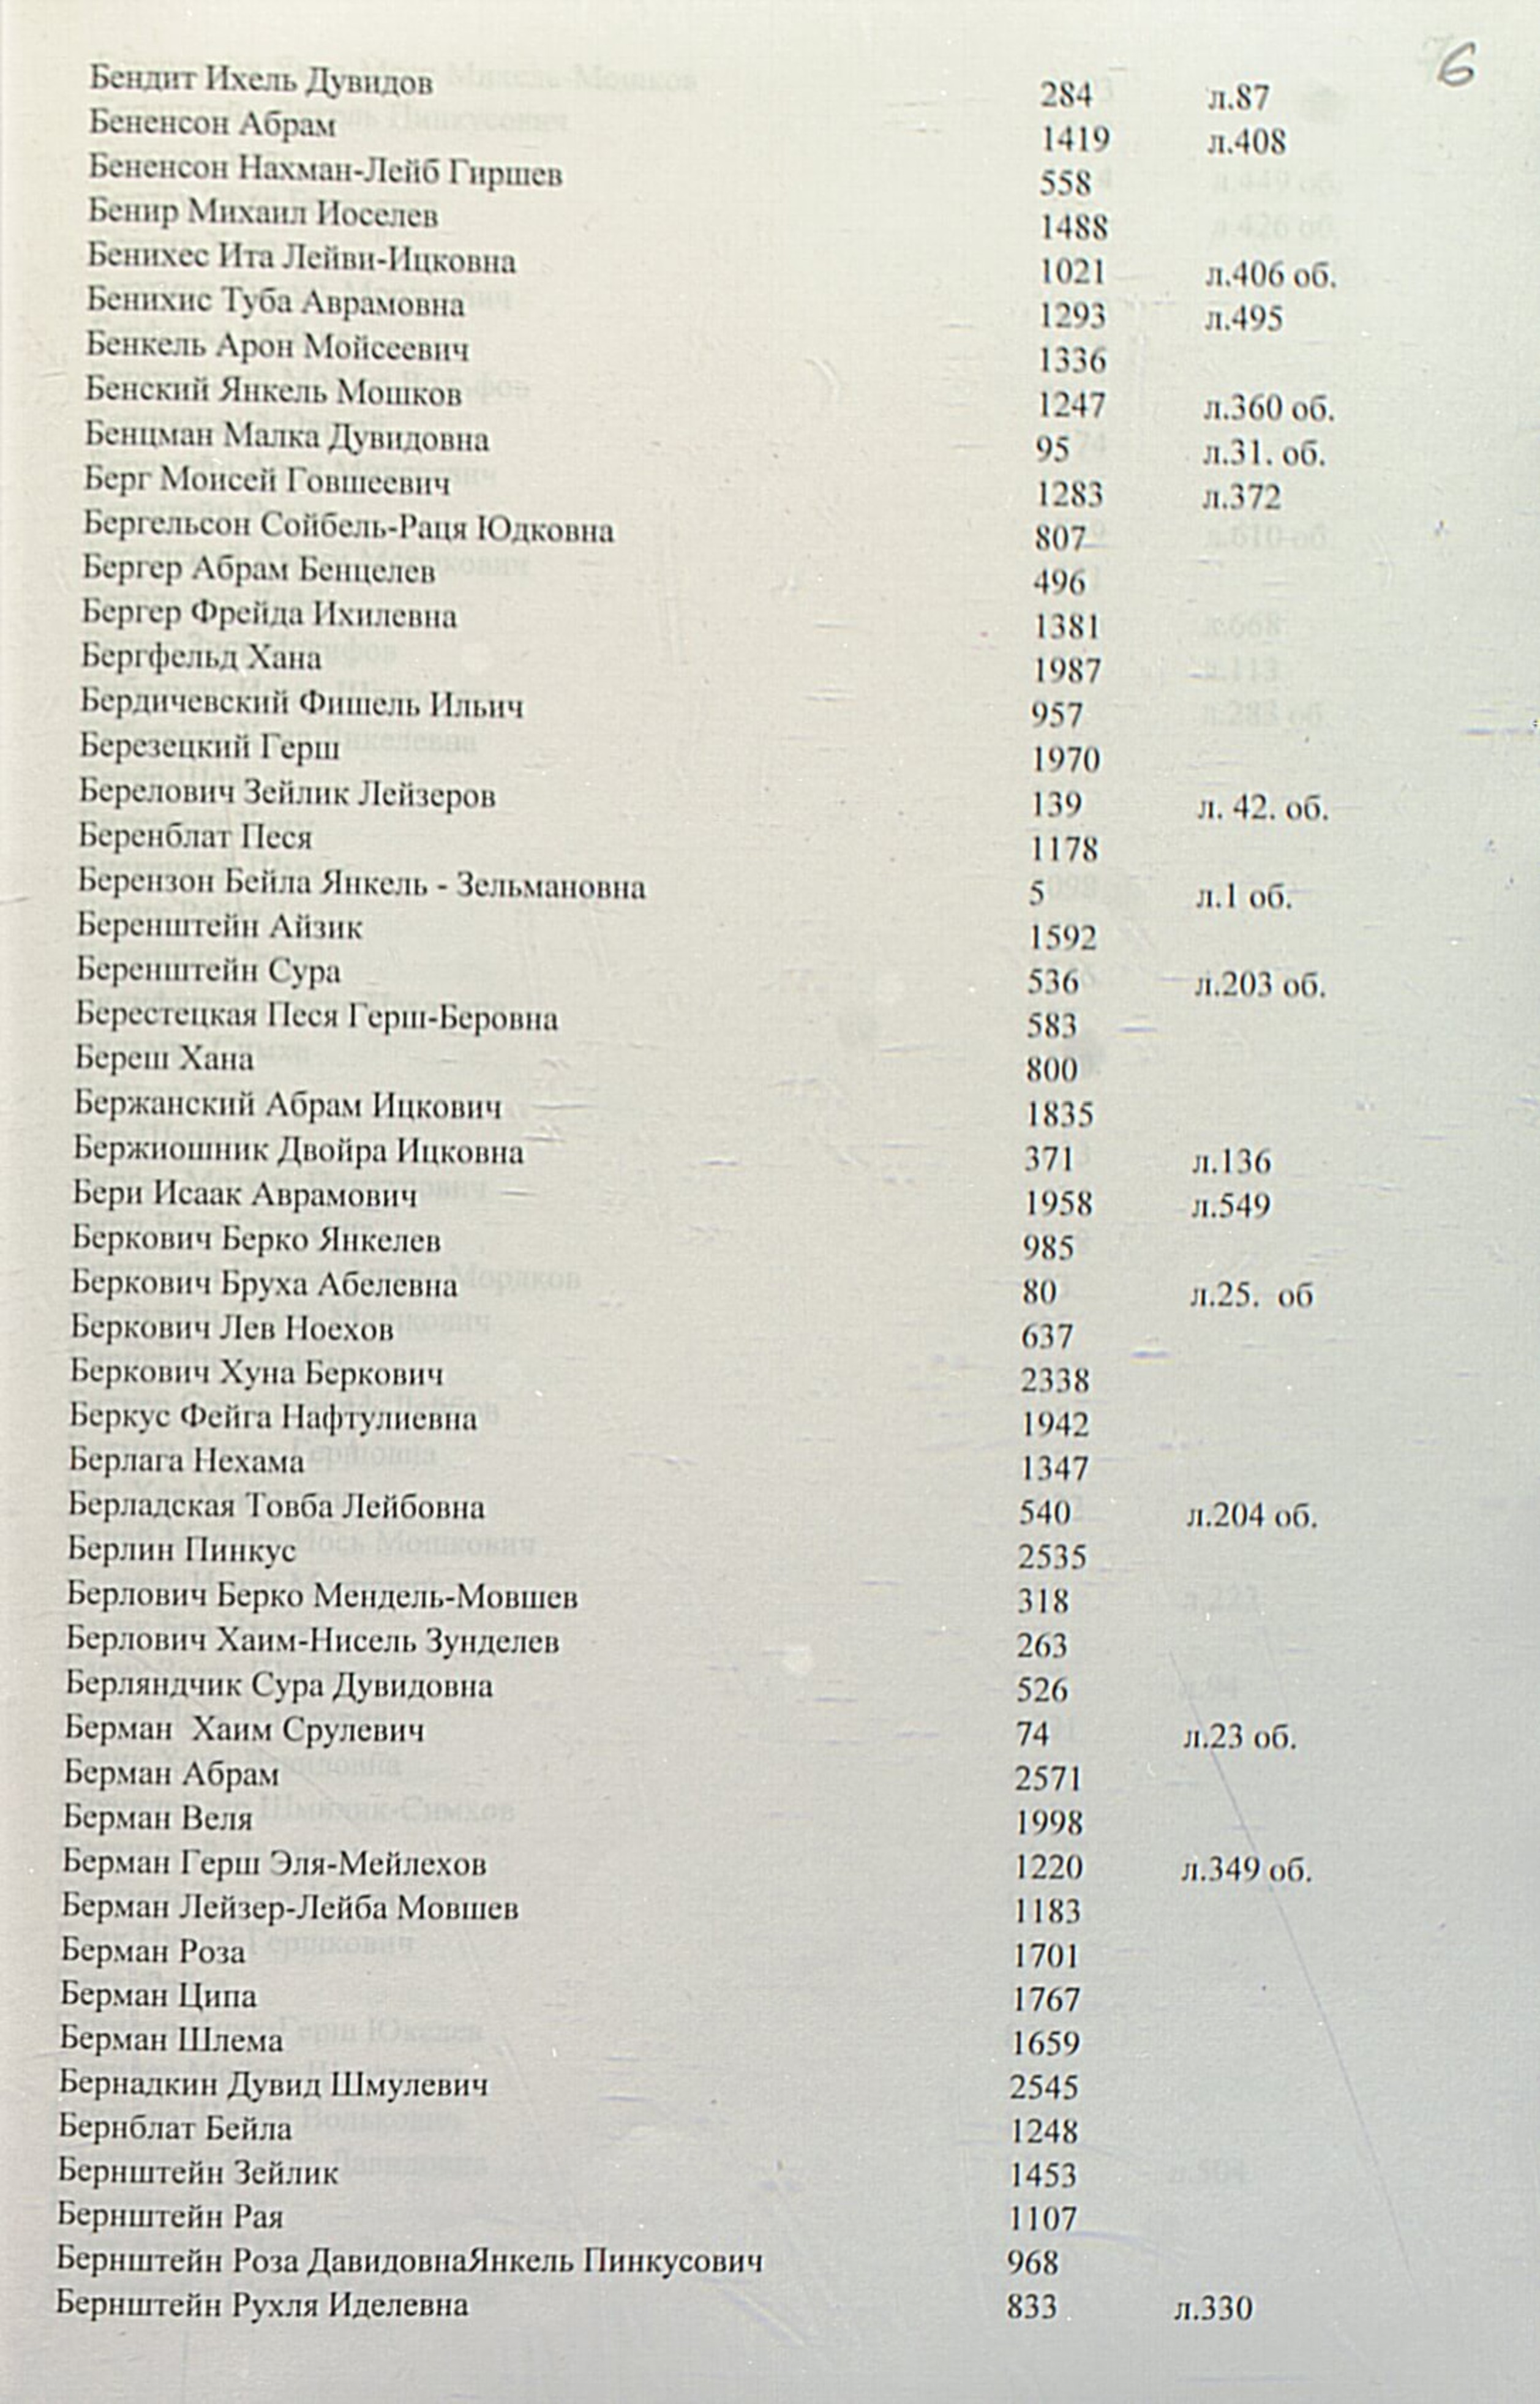 6
Бендит Ихель Дувидов 284 л.87
Бененсон Абрам 1419 л.408
Бененсон Нахман-Лейб Гиршев 558
Бенир Михаил Иоселев 1488
Бенихес Ита Лейви-Ицковна 1021 л.406 об.
Бенихис Туба Аврамовна 1293 л.495
Бенкель Арон Мойсеевич 1336
Бенский Янкель Мошков 1247 л.360 об.
Бенцман Малка Дувидовна 95 л.31. об.
Берг Моисей Говшеевич 1283 л.372
Бергельсон Сойбель-Раця Юдковна 807
Бергер Абрам Бенцелев 496
Бергер Фрейда Ихилевна 1381
Бергфельд Хана 1987
Бердичевский Фишель Ильич 957
Березецкий Герш 1970
Берелович Зейлик Лейзеров 139 л. 42. об.
Беренблат Песя 1178
Берензон Бейла Янкель - Зельмановна 5 л.1 об.
Беренштейн Айзик 1592
Беренштейн Сура 536 л.203 об.
Берестецкая Песя Герш-Беровна 583
Береш Хана 800
Бержанский Абрам Ицкович 1835
Бержиошник Двойра Ицковна 371 л.136
Бери Исаак Аврамович 1958 л.549
Беркович Берко Янкелев 985
Беркович Бруха Абелевна 80 л.25. об
Беркович Лев Ноехов 637
Беркович Хуна Беркович 2338
Беркус Фейга Нафтулиевна 1942
Берлага Нехама 1347
Берладская Товба Лейбовна 540 л.204 об.
Берлин Пинкус 2535
Берлович Берко Мендель-Мовшев 318
Берлович Хаим-Нисель Зунделев 263
Берляндчик Сура Дувидовна 526
Берман Хаим Срулевич 74 л.23 об.
Берман Абрам 2571
Берман Веля 1998
Берман Герш Эля-Мейлехов 1220 л.349 об.
Берман Лейзер-Лейба Мовшев 1183
Берман Роза 1701
Берман Ципа 1767
Берман Шлема 1659
Бернадкин Дувид Шмулевич 2545
Бернблат Бейла 1248
Бернштейн Зейлик 1453
Бернштейн Рая 1107
Бернштейн Роза ДавидовнаЯнкель Пинкусович 968
Бернштейн Рухля Иделевна 833 л.330